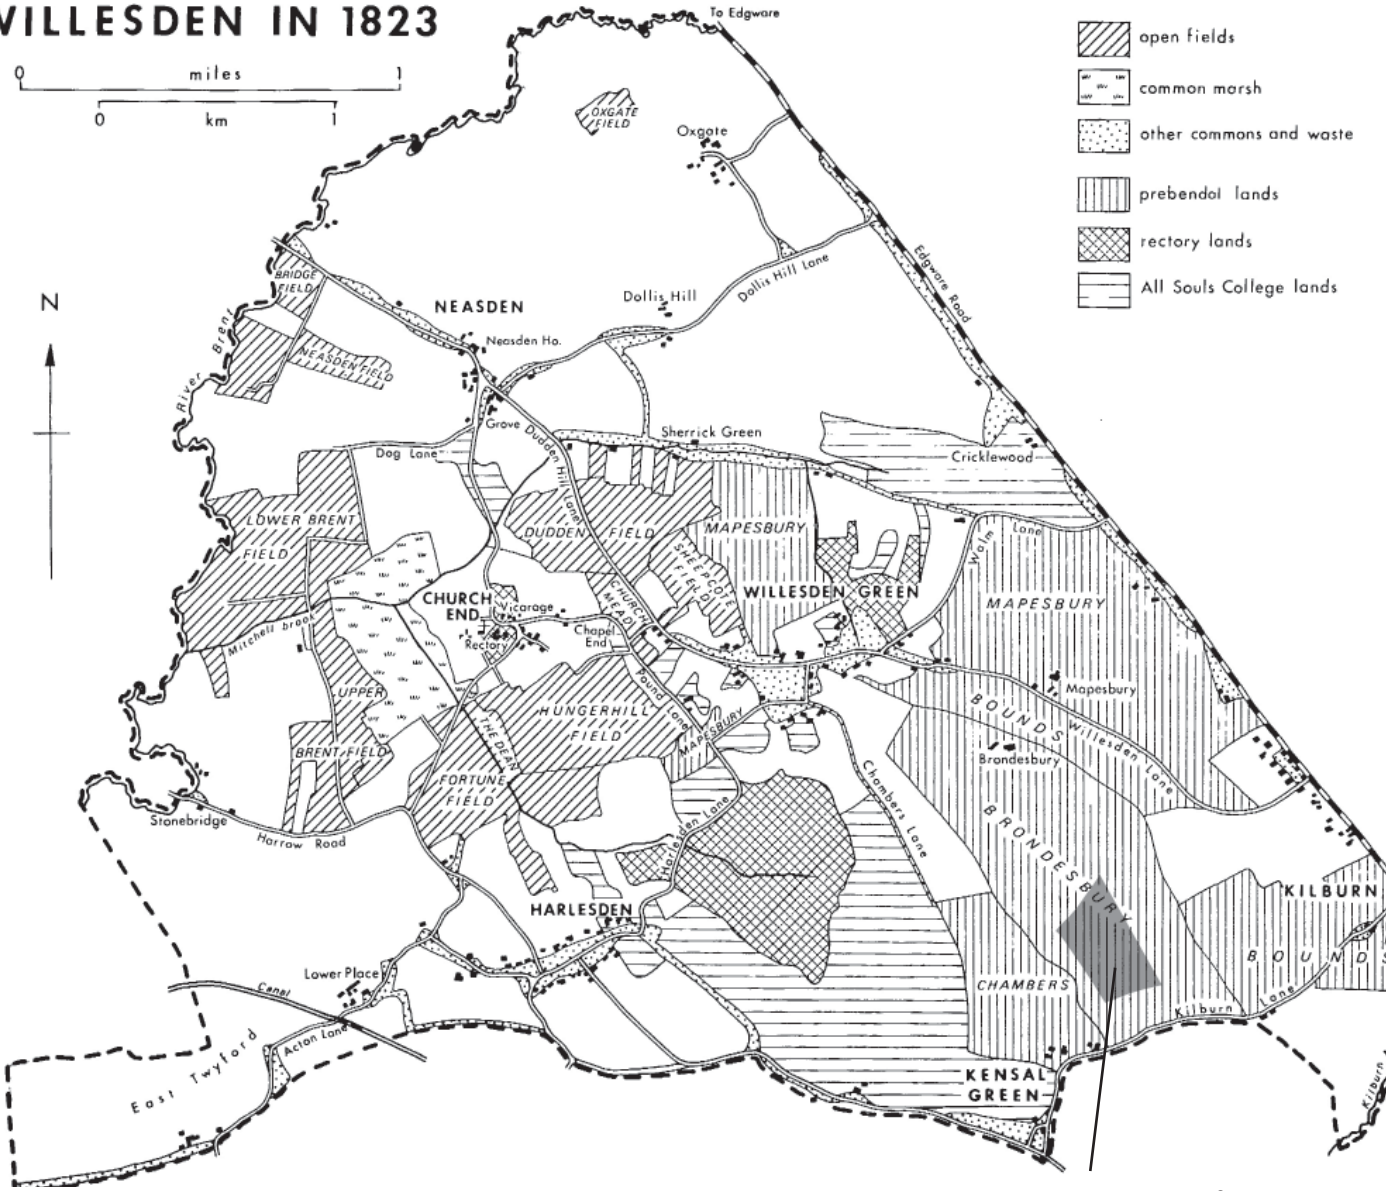 WILLESDEN IN 1823
0 miles 1
0 km 1
To Edgware
open fields
common marsh
other commons and waste
prebendal lands
rectory lands
All Souls College lands
N
OXGATE
FIELD
Oxgate
Edgware Road
BRIDGE
FIELD
NEASDEN
Dollis Hill
Dollis Hill Lane
Neasden Ho.
River Brent
NEASDEN FIELD
Grove
Dudden Hill Lane
Dog Lane
Sherrick Green
Cricklewood
LOWER BRENT
FIELD
DUDDEN FIELD
MAPESBURY
Walm Lane
SHEEPCOTE
FIELD
CHURCH
MEAD
WILLESDEN GREEN
MAPESBURY
CHURCH
END
Vicarage
Rectory
Chapel
End
Mitchell brook
UPPER
BRENT FIELD
HUNGERHILL
FIELD
THE DEAN
Pound Lane
MAPESBURY
Mapesbury
BOUNDS
Willesden Lane
Brondesbury
FORTUNE
FIELD
Chambers Lane
BRONDESBURY
Stonebridge
Harrow Road
Harlesden Lane
HARLESDEN
KILBURN
BOUNDS
Lower Place
Canal
Acton Lane
CHAMBERS
Kilburn Lane
East Twyford
KENSAL
GREEN
Kilburn